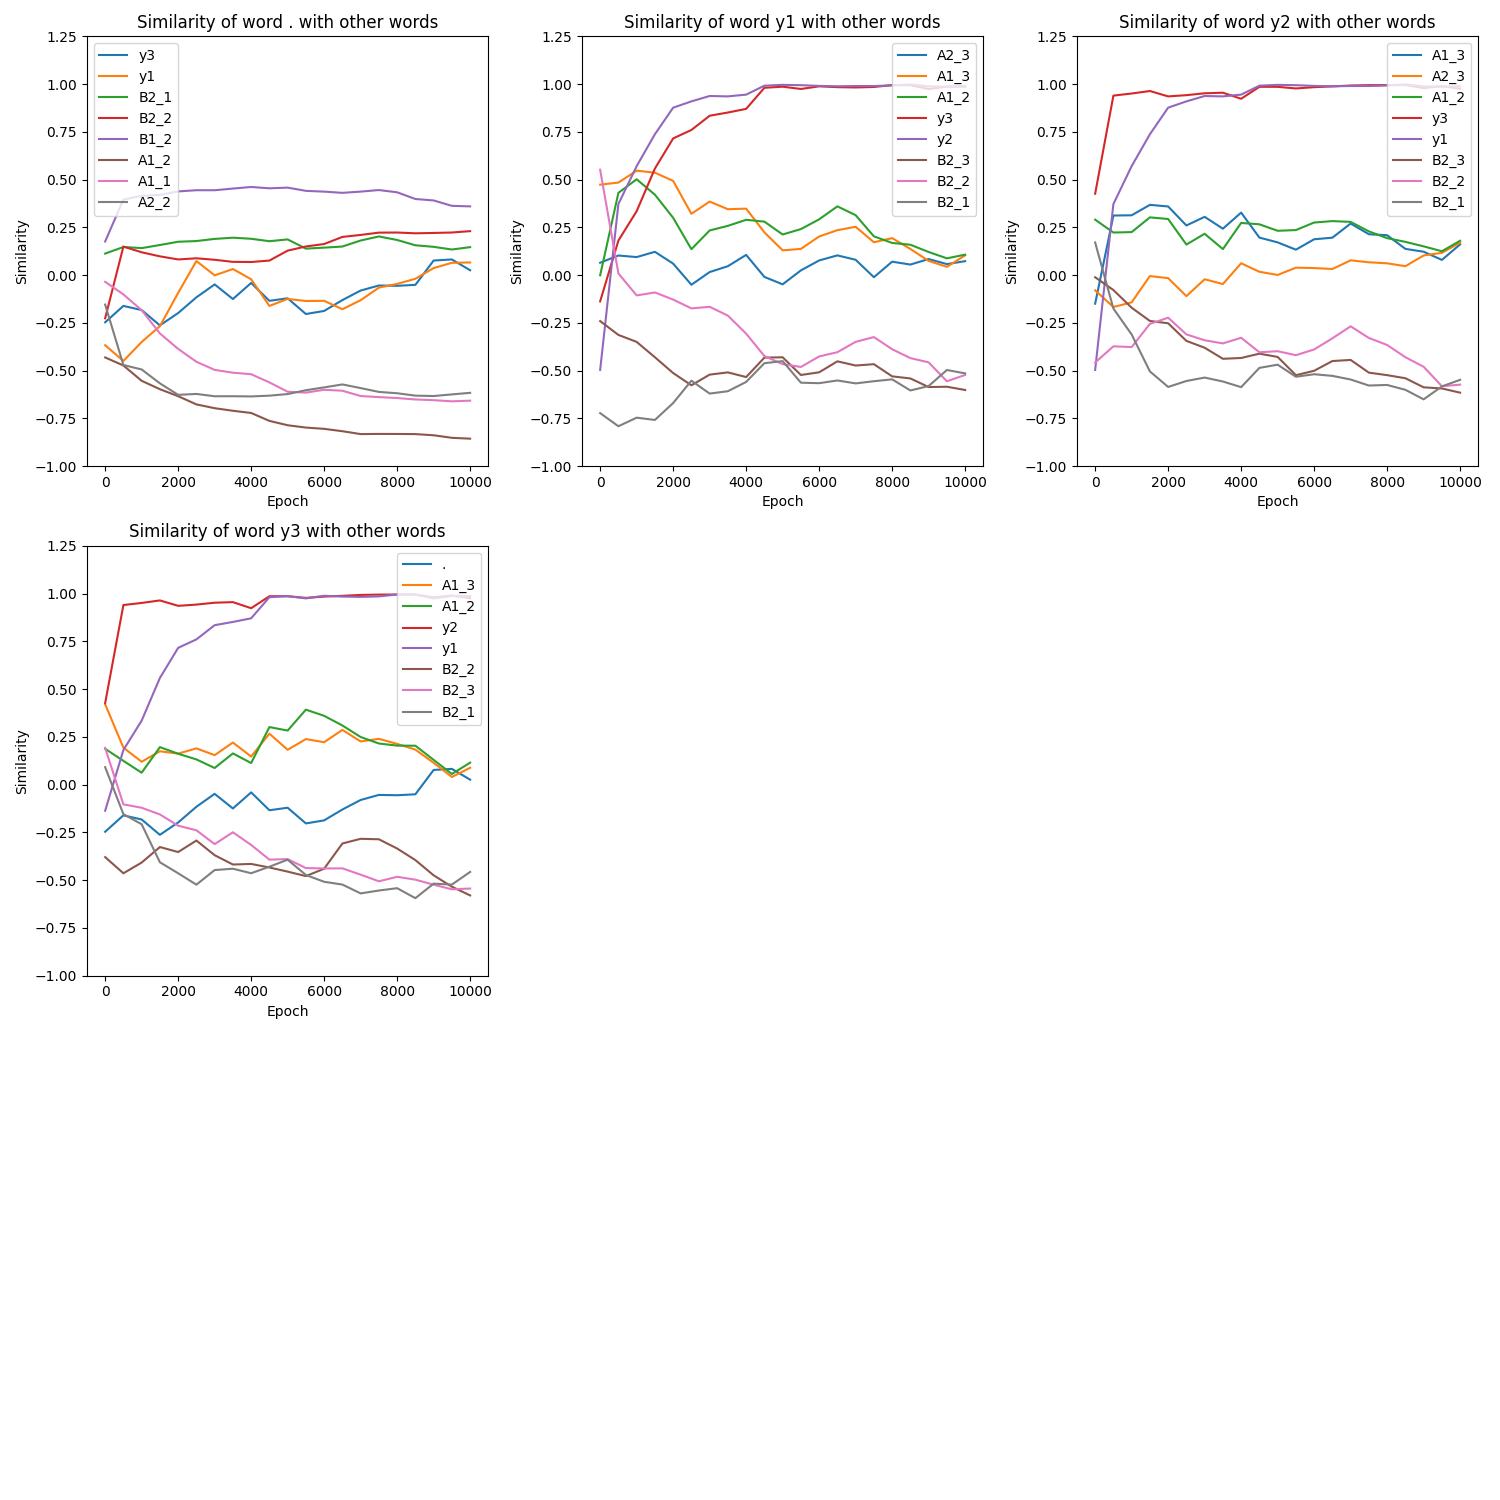 Similarity of word . with other words
1.25
1.00
0.75
0.50
0.25
0.00
−0.25
−0.50
−0.75
−1.00
Similarity
y3
y1
B2_1
B2_2
B1_2
A1_2
A1_1
A2_2
0 2000 4000 6000 8000 10000
Epoch
Similarity of word y1 with other words
1.25
1.00
0.75
0.50
0.25
0.00
−0.25
−0.50
−0.75
−1.00
Similarity
A2_3
A1_3
A1_2
y3
y2
B2_3
B2_2
B2_1
0 2000 4000 6000 8000 10000
Epoch
Similarity of word y2 with other words
1.25
1.00
0.75
0.50
0.25
0.00
−0.25
−0.50
−0.75
−1.00
Similarity
A1_3
A2_3
A1_2
y3
y1
B2_3
B2_2
B2_1
0 2000 4000 6000 8000 10000
Epoch
Similarity of word y3 with other words
1.25
1.00
0.75
0.50
0.25
0.00
−0.25
−0.50
−0.75
−1.00
Similarity
.
A1_3
A1_2
y2
y1
B2_2
B2_3
B2_1
0 2000 4000 6000 8000 10000
Epoch